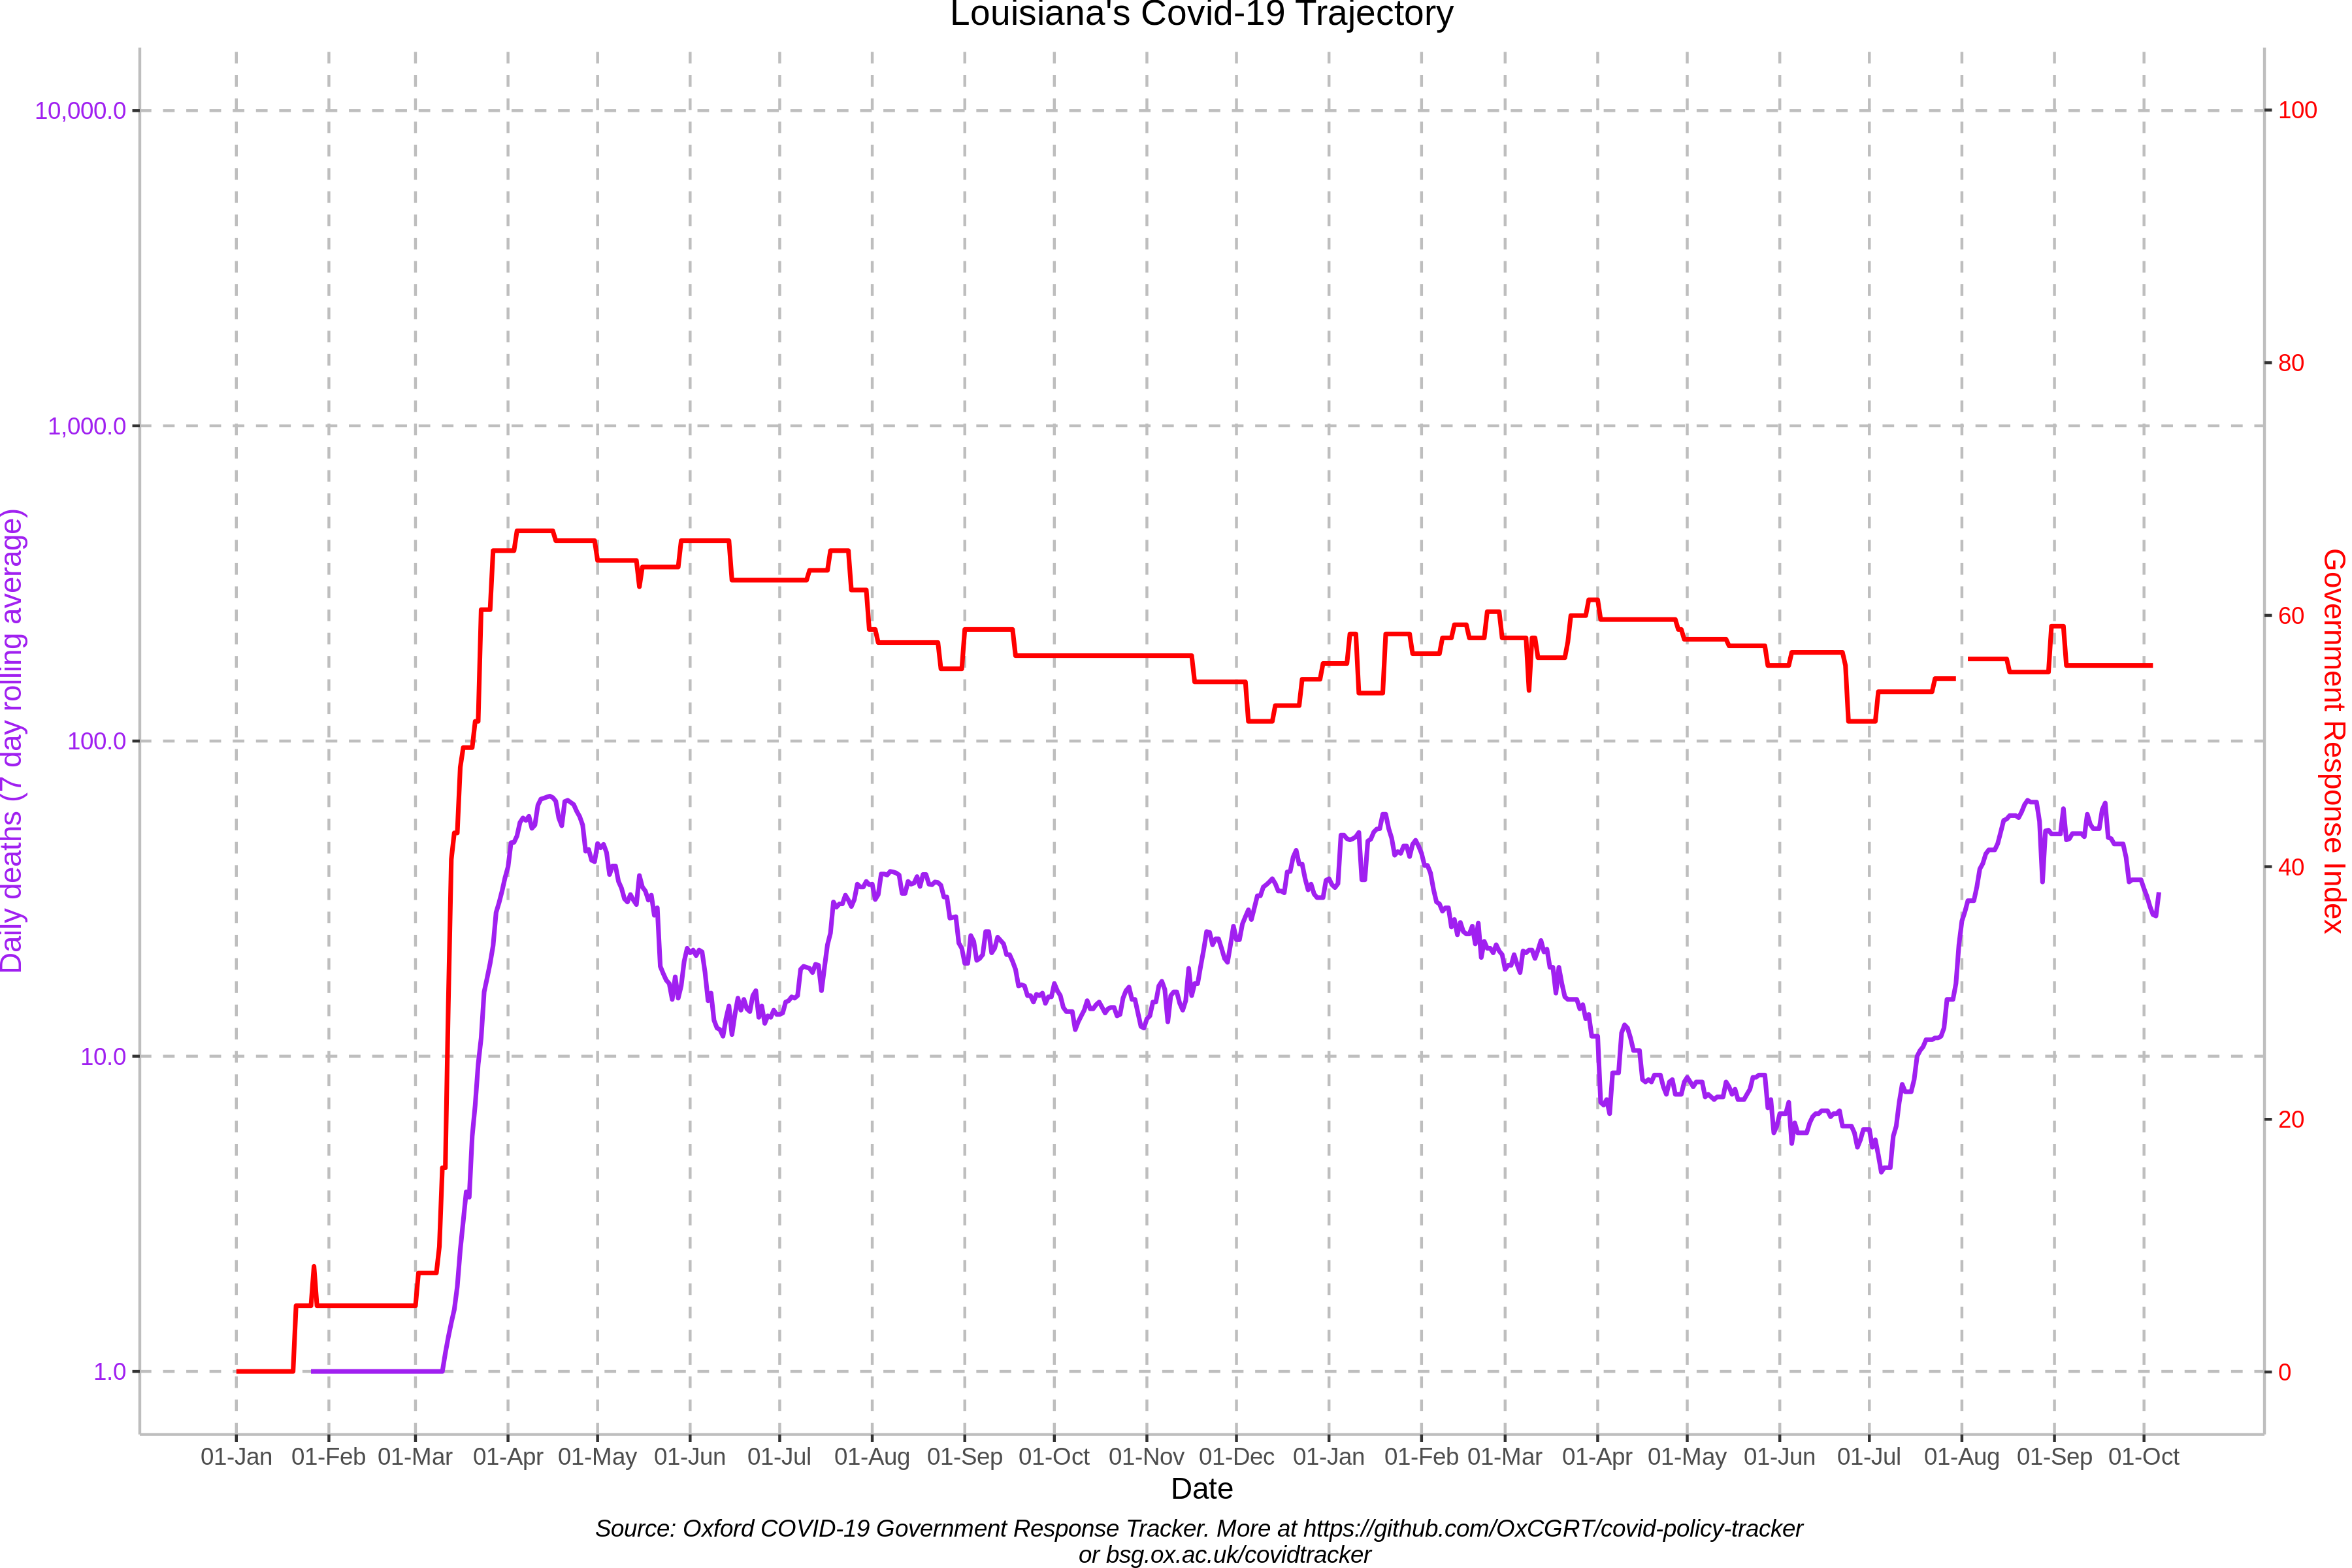 Louisiana's Covid-19 Trajectory
10,000.0
1,000.0
100.0
10.0
1.0
Daily deaths (7 day rolling average)
100
80
60
40
20
0
Government Response Index
01-Jan 01-Feb 01-Mar 01-Apr 01-May 01-Jun 01-Jul 01-Aug 01-Sep 01-Oct 01-Nov 01-Dec 01-Jan 01-Feb 01-Mar 01-Apr 01-May 01-Jun 01-Jul 01-Aug 01-Sep 01-Oct
Date
Source: Oxford COVID-19 Government Response Tracker. More at https://github.com/OxCGRT/covid-policy-tracker
or bsg.ox.ac.uk/covidtracker